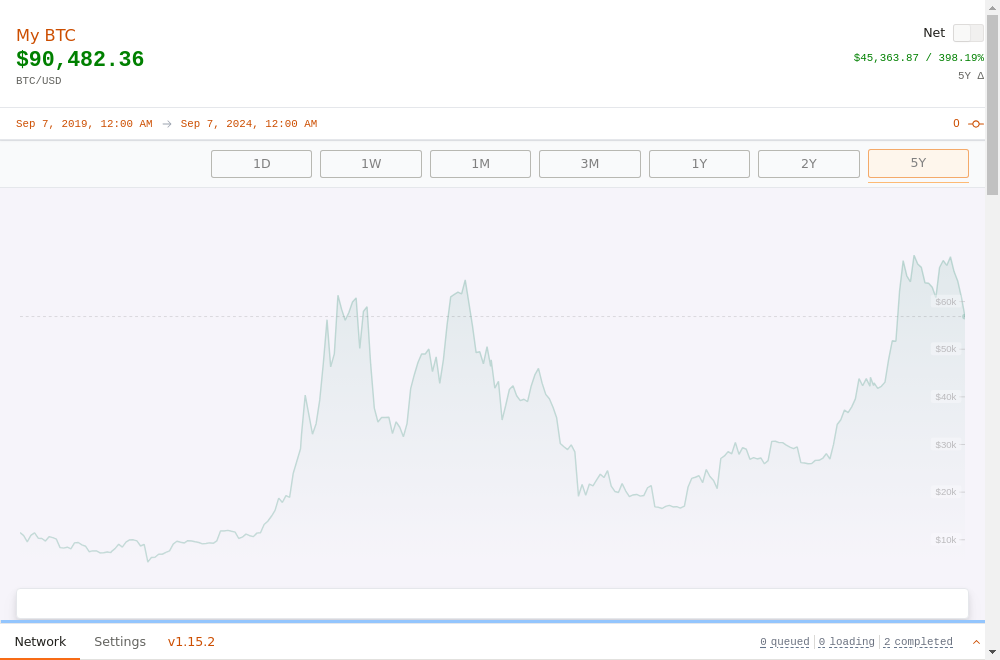 My BTC
Net
$90,482.36
$45,363.87 / 398.19%
BTC/USD
5Y Δ
Sep 7, 2019, 12:00 AM → Sep 7, 2024, 12:00 AM
0
1D 1W 1M 3M 1Y 2Y 5Y
$60k
$50k
$40k
$30k
$20k
$10k
Network Settings v1.15.2
0 queued 0 loading 2 completed